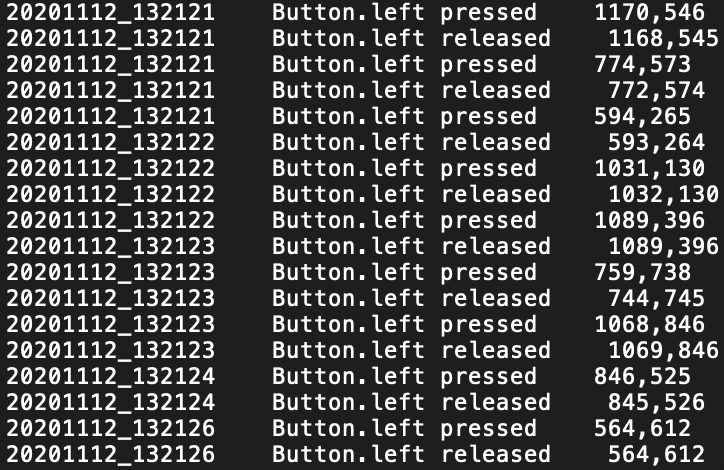 20201112_132121 Button.left pressed 1170,546
20201112_132121 Button.left released 1168,545
20201112_132121 Button.left pressed 774,573
20201112_132121 Button.left released 772,574
20201112_132121 Button.left pressed 594,265
20201112_132122 Button.left released 593,264
20201112_132122 Button.left pressed 1031,130
20201112_132122 Button.left released 1032,130
20201112_132122 Button.left pressed 1089,396
20201112_132123 Button.left released 1089,396
20201112_132123 Button.left pressed 759,738
20201112_132123 Button.left released 744,745
20201112_132123 Button.left pressed 1068,846
20201112_132123 Button.left released 1069,846
20201112_132124 Button.left pressed 846,525
20201112_132124 Button.left released 845,526
20201112_132126 Button.left pressed 564,612
20201112_132126 Button.left released 564,612